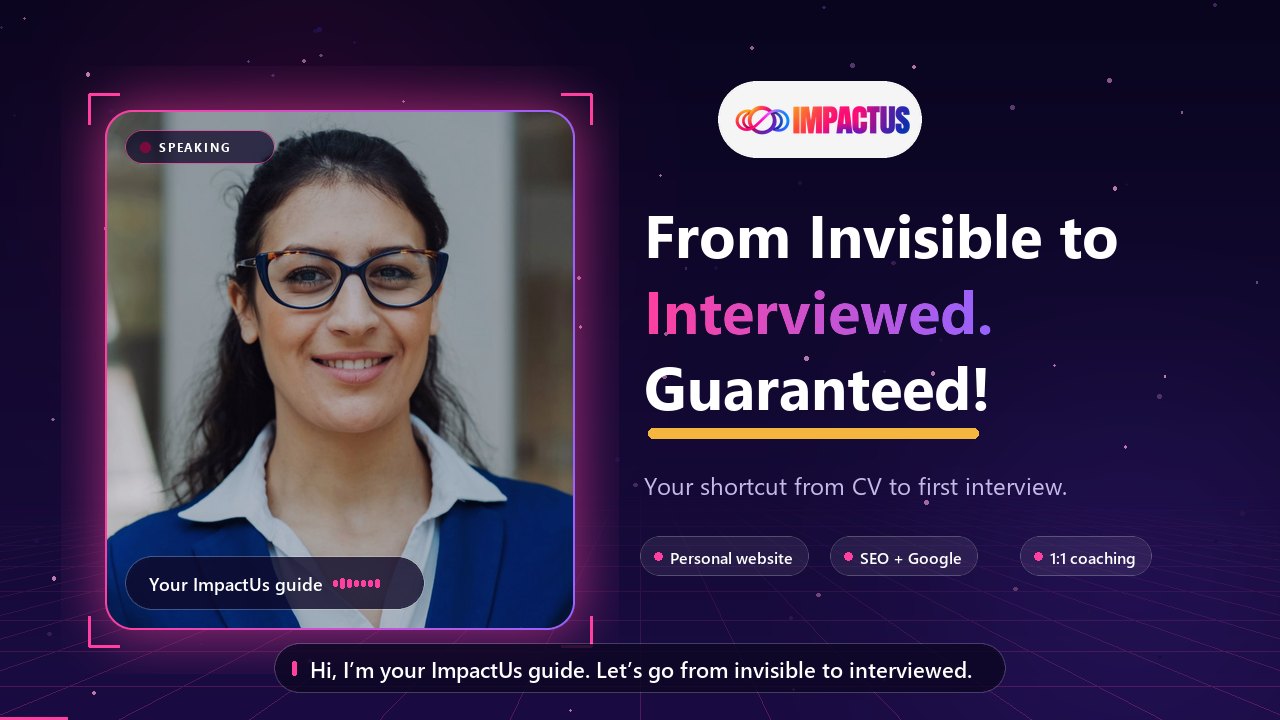 SPEAKING
Your ImpactUs guide
IMPACTUS
From Invisible to
Interviewed.
Guaranteed!
Your shortcut from CV to first interview.
Personal website
SEO + Google
1:1 coaching
Hi, I’m your ImpactUs guide. Let’s go from invisible to interviewed.